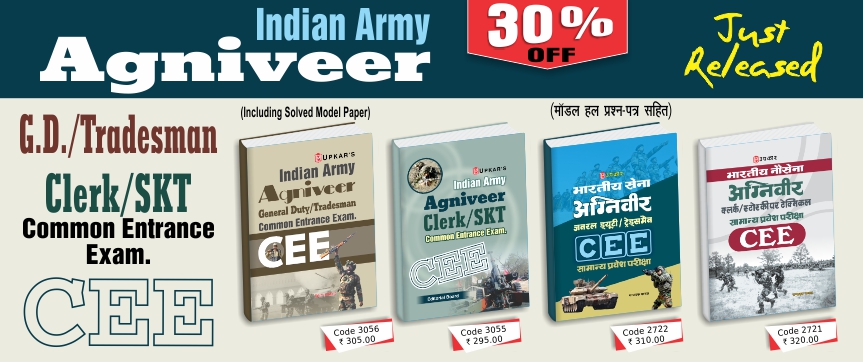 Indian Army
Agniveer
30% OFF
Just
Released
G.D./Tradesman
Clerk/SKT
Common Entrance
Exam.
CEE
(Including Solved Model Paper)
UPKAR'S
Indian Army
Agniveer
General Duty/Tradesman
Common Entrance Exam.
CEE
Code 3056
₹ 305.00
UPKAR'S
Indian Army
Agniveer
Clerk/SKT
Common Entrance Exam.
CEE
Editorial Board
Code 3055
₹ 295.00
(मॉडल हल प्रश्न-पत्र सहित)
उपकार
भारतीय सेना
अग्निवीर
जनरल ड्यूटी/ट्रेड्समैन
CEE
सामान्य प्रवेश परीक्षा
Code 2722
₹ 310.00
उपकार
भारतीय नौसेना
अग्निवीर
क्लर्क/स्टोरकीपर टेक्निकल
सामान्य प्रवेश परीक्षा
CEE
Code 2721
₹ 320.00